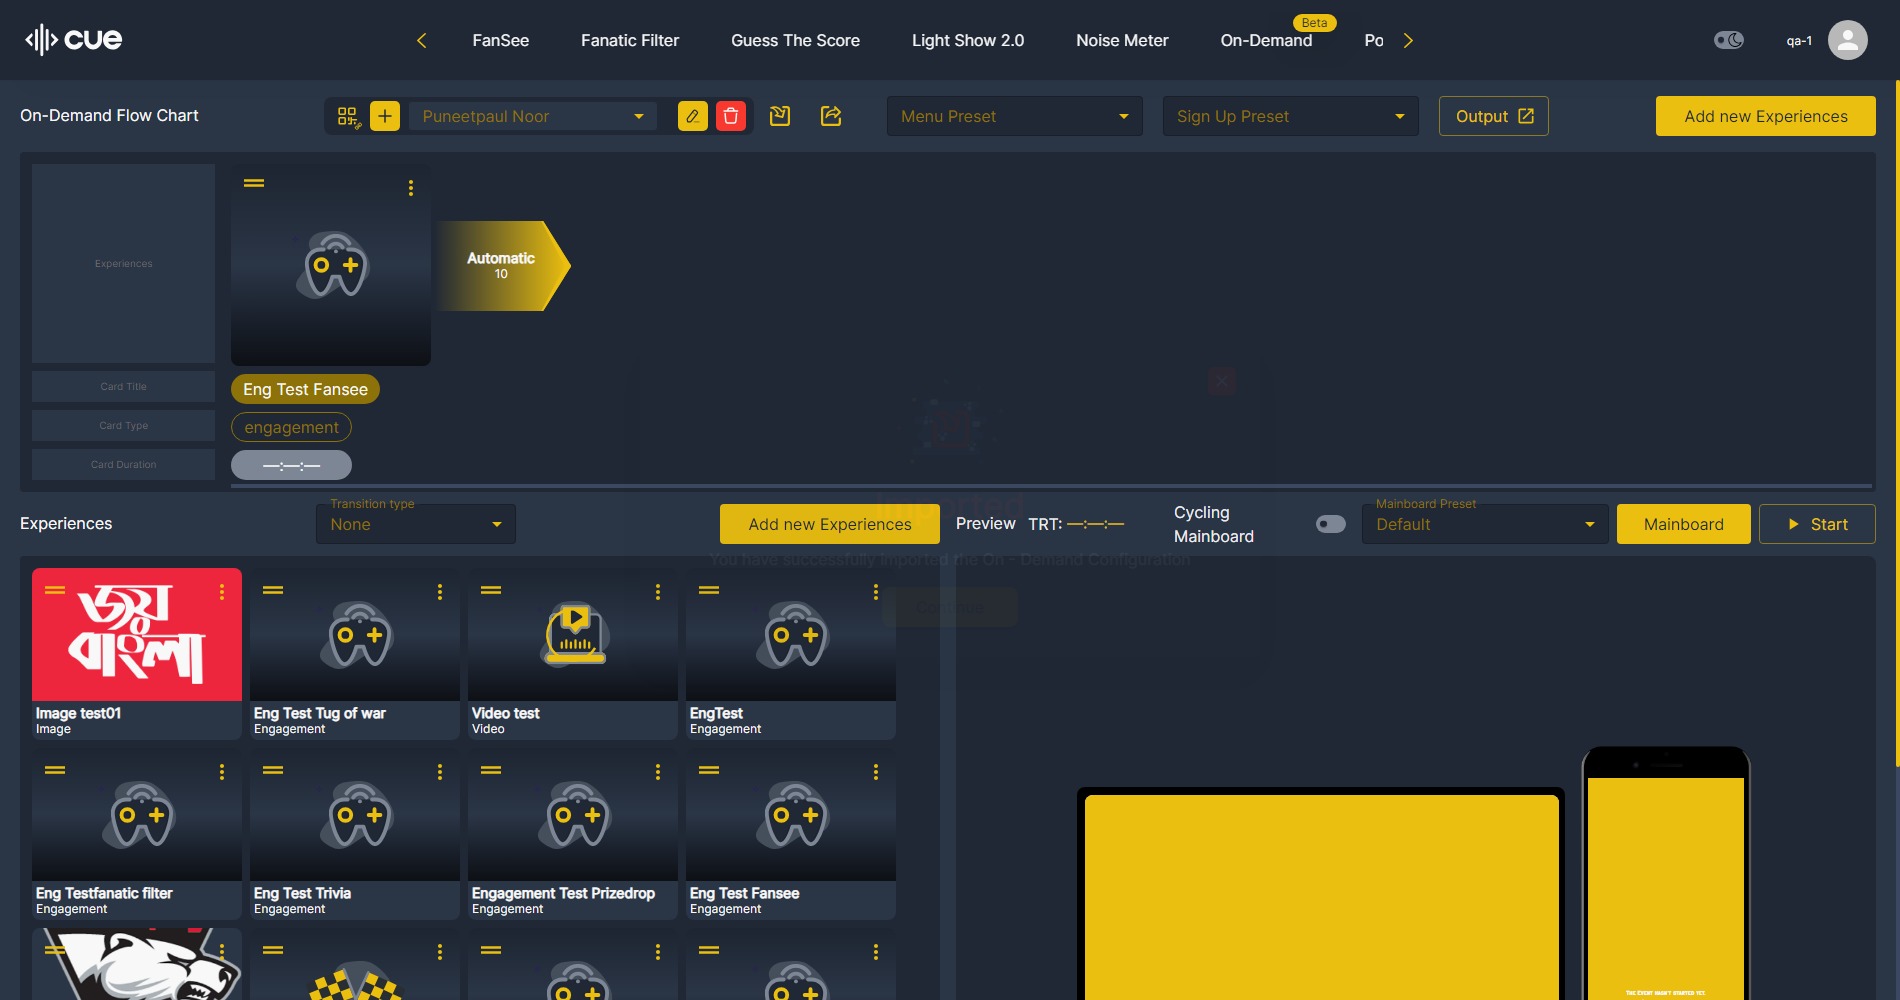 cue
FanSee
Fanatic Filter
Guess The Score
Light Show 2.0
Noise Meter
On-Demand
Beta
Po
qa-1
On-Demand Flow Chart
Puneetpaul Noor
Menu Preset
Sign Up Preset
Output
Add new Experiences
Experiences
Automatic
10
Card Title
Eng Test Fansee
Card Type
engagement
Card Duration
—:—:—
Imported
You have successfully imported the On - Demand Configuration
Experiences
Transition type
None
Add new Experiences
Preview TRT: —:—:—
Cycling
Mainboard
Mainboard Preset
Default
Mainboard
Start
জয়
বাংলা
Image test01
Image
Eng Test Tug of war
Engagement
Video test
Video
EngTest
Engagement
Eng Testfanatic filter
Engagement
Eng Test Trivia
Engagement
Engagement Test Prizedrop
Engagement
Eng Test Fansee
Engagement
The Event hasn't started yet.